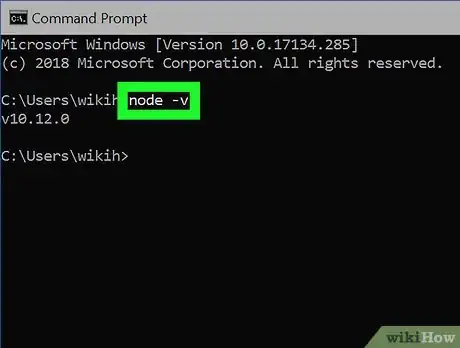 Command Prompt
Microsoft Windows [Version 10.0.17134.285]
(c) 2018 Microsoft Corporation. All rights reserved.
C:\Users\wikih node -v
v10.12.0
C:\Users\wikih>
wikiHow